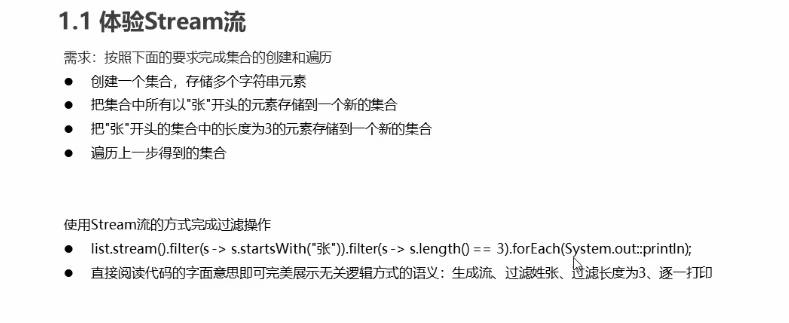 1.1 体验Stream流
需求：按照下面的要求完成集合的创建和遍历
● 创建一个集合，存储多个字符串元素
● 把集合中所有以"张"开头的元素存储到一个新的集合
● 把"张"开头的集合中的长度为3的元素存储到一个新的集合
● 遍历上一步得到的集合
使用Stream流的方式完成过滤操作
● list.stream().filter(s -> s.startsWith("张")).filter(s -> s.length() == 3).forEach(System.out::println);
● 直接阅读代码的字面意思即可完美展示无关逻辑方式的语义：生成流、过滤姓张、过滤长度为3、逐一打印